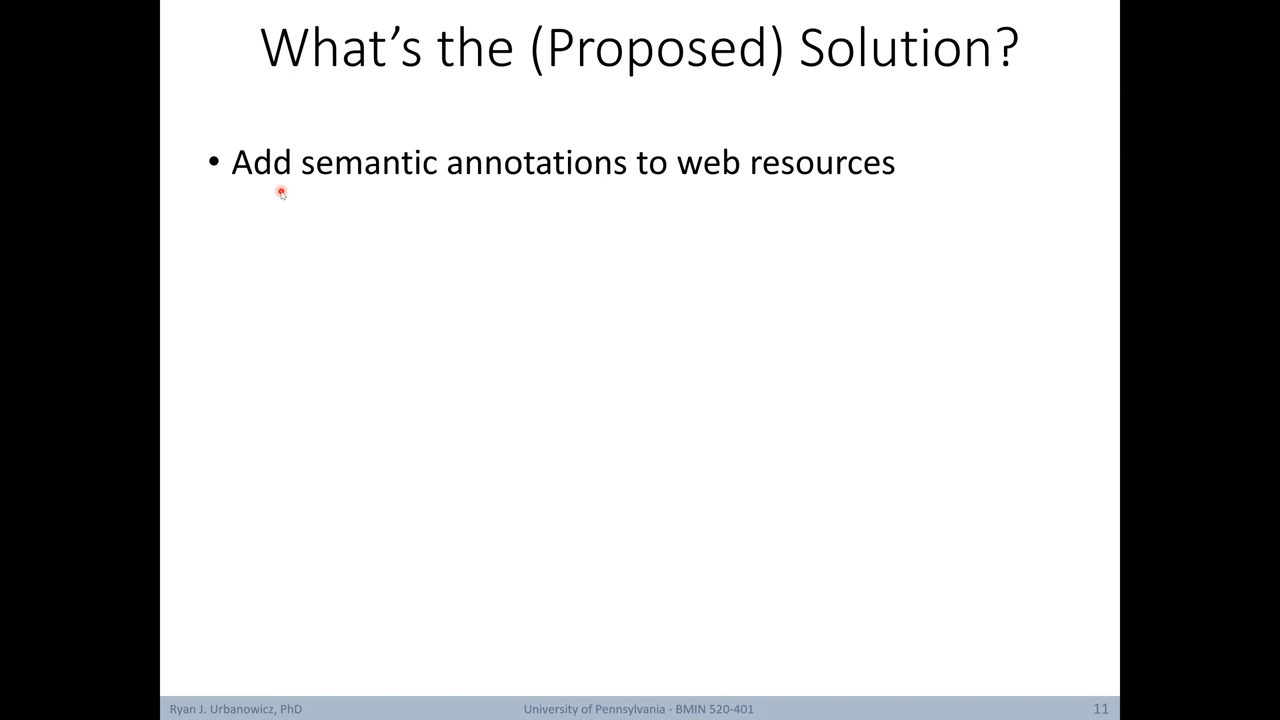 What’s the (Proposed) Solution?
• Add semantic annotations to web resources
Ryan J. Urbanowicz, PhD
University of Pennsylvania - BMIN 520-401
11